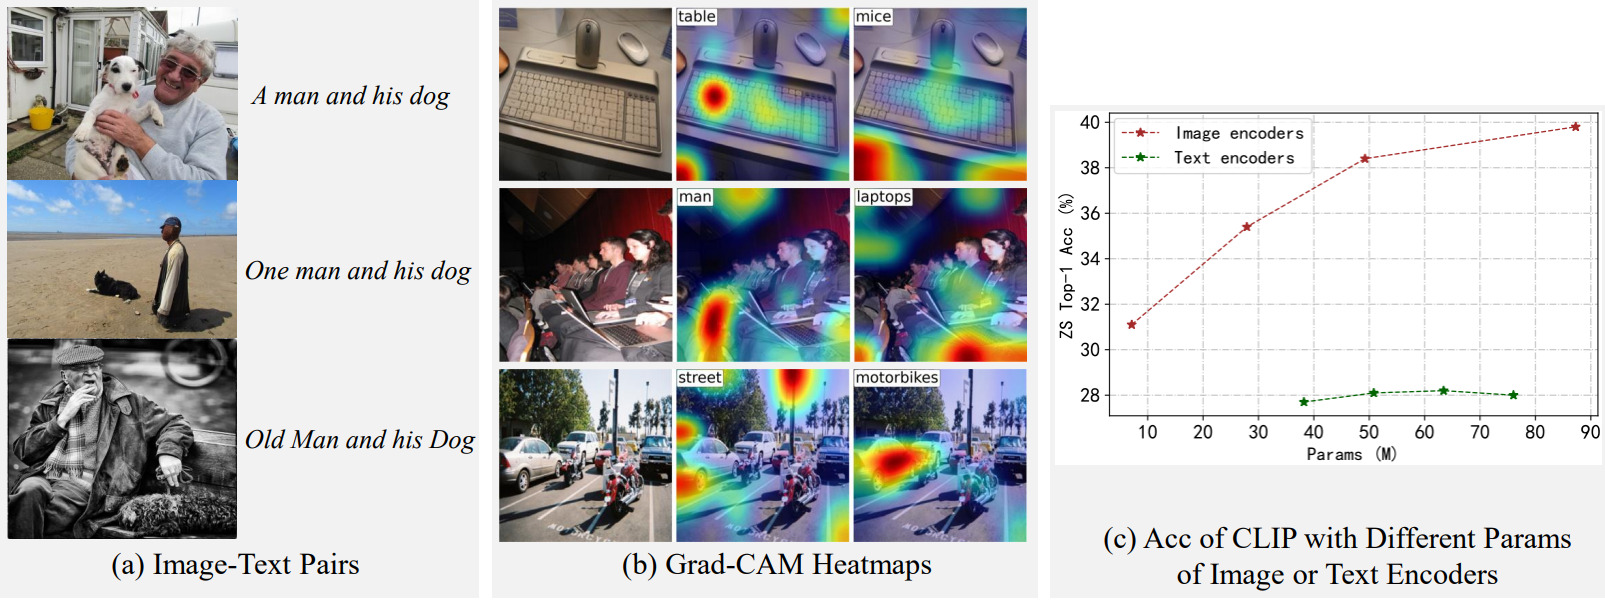 A man and his dog
One man and his dog
Old Man and his Dog
(a) Image-Text Pairs
table
mice
man
laptops
street
motorbikes
(b) Grad-CAM Heatmaps
Image encoders
Text encoders
ZS Top-1 Acc (%)
40
38
36
34
32
30
28
10 20 30 40 50 60 70 80 90
Params (M)
(c) Acc of CLIP with Different Params
of Image or Text Encoders